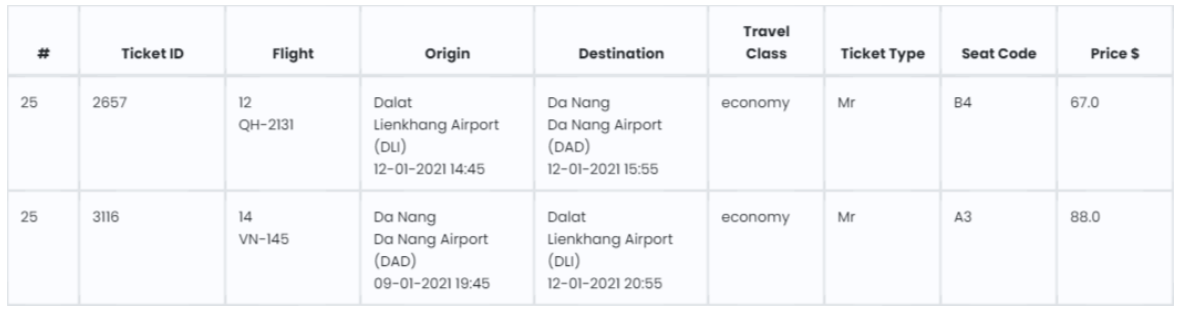 # Ticket ID Flight Origin Destination Travel Class Ticket Type Seat Code Price $
25 2657 12 Dalat Da Nang economy Mr B4 67.0
QH-2131 Lienkhang Airport Da Nang Airport
(DLI) (DAD)
12-01-2021 14:45 12-01-2021 15:55
25 3116 14 Da Nang Dalat economy Mr A3 88.0
VN-145 Da Nang Airport Lienkhang Airport
(DAD) (DLI)
09-01-2021 19:45 12-01-2021 20:55